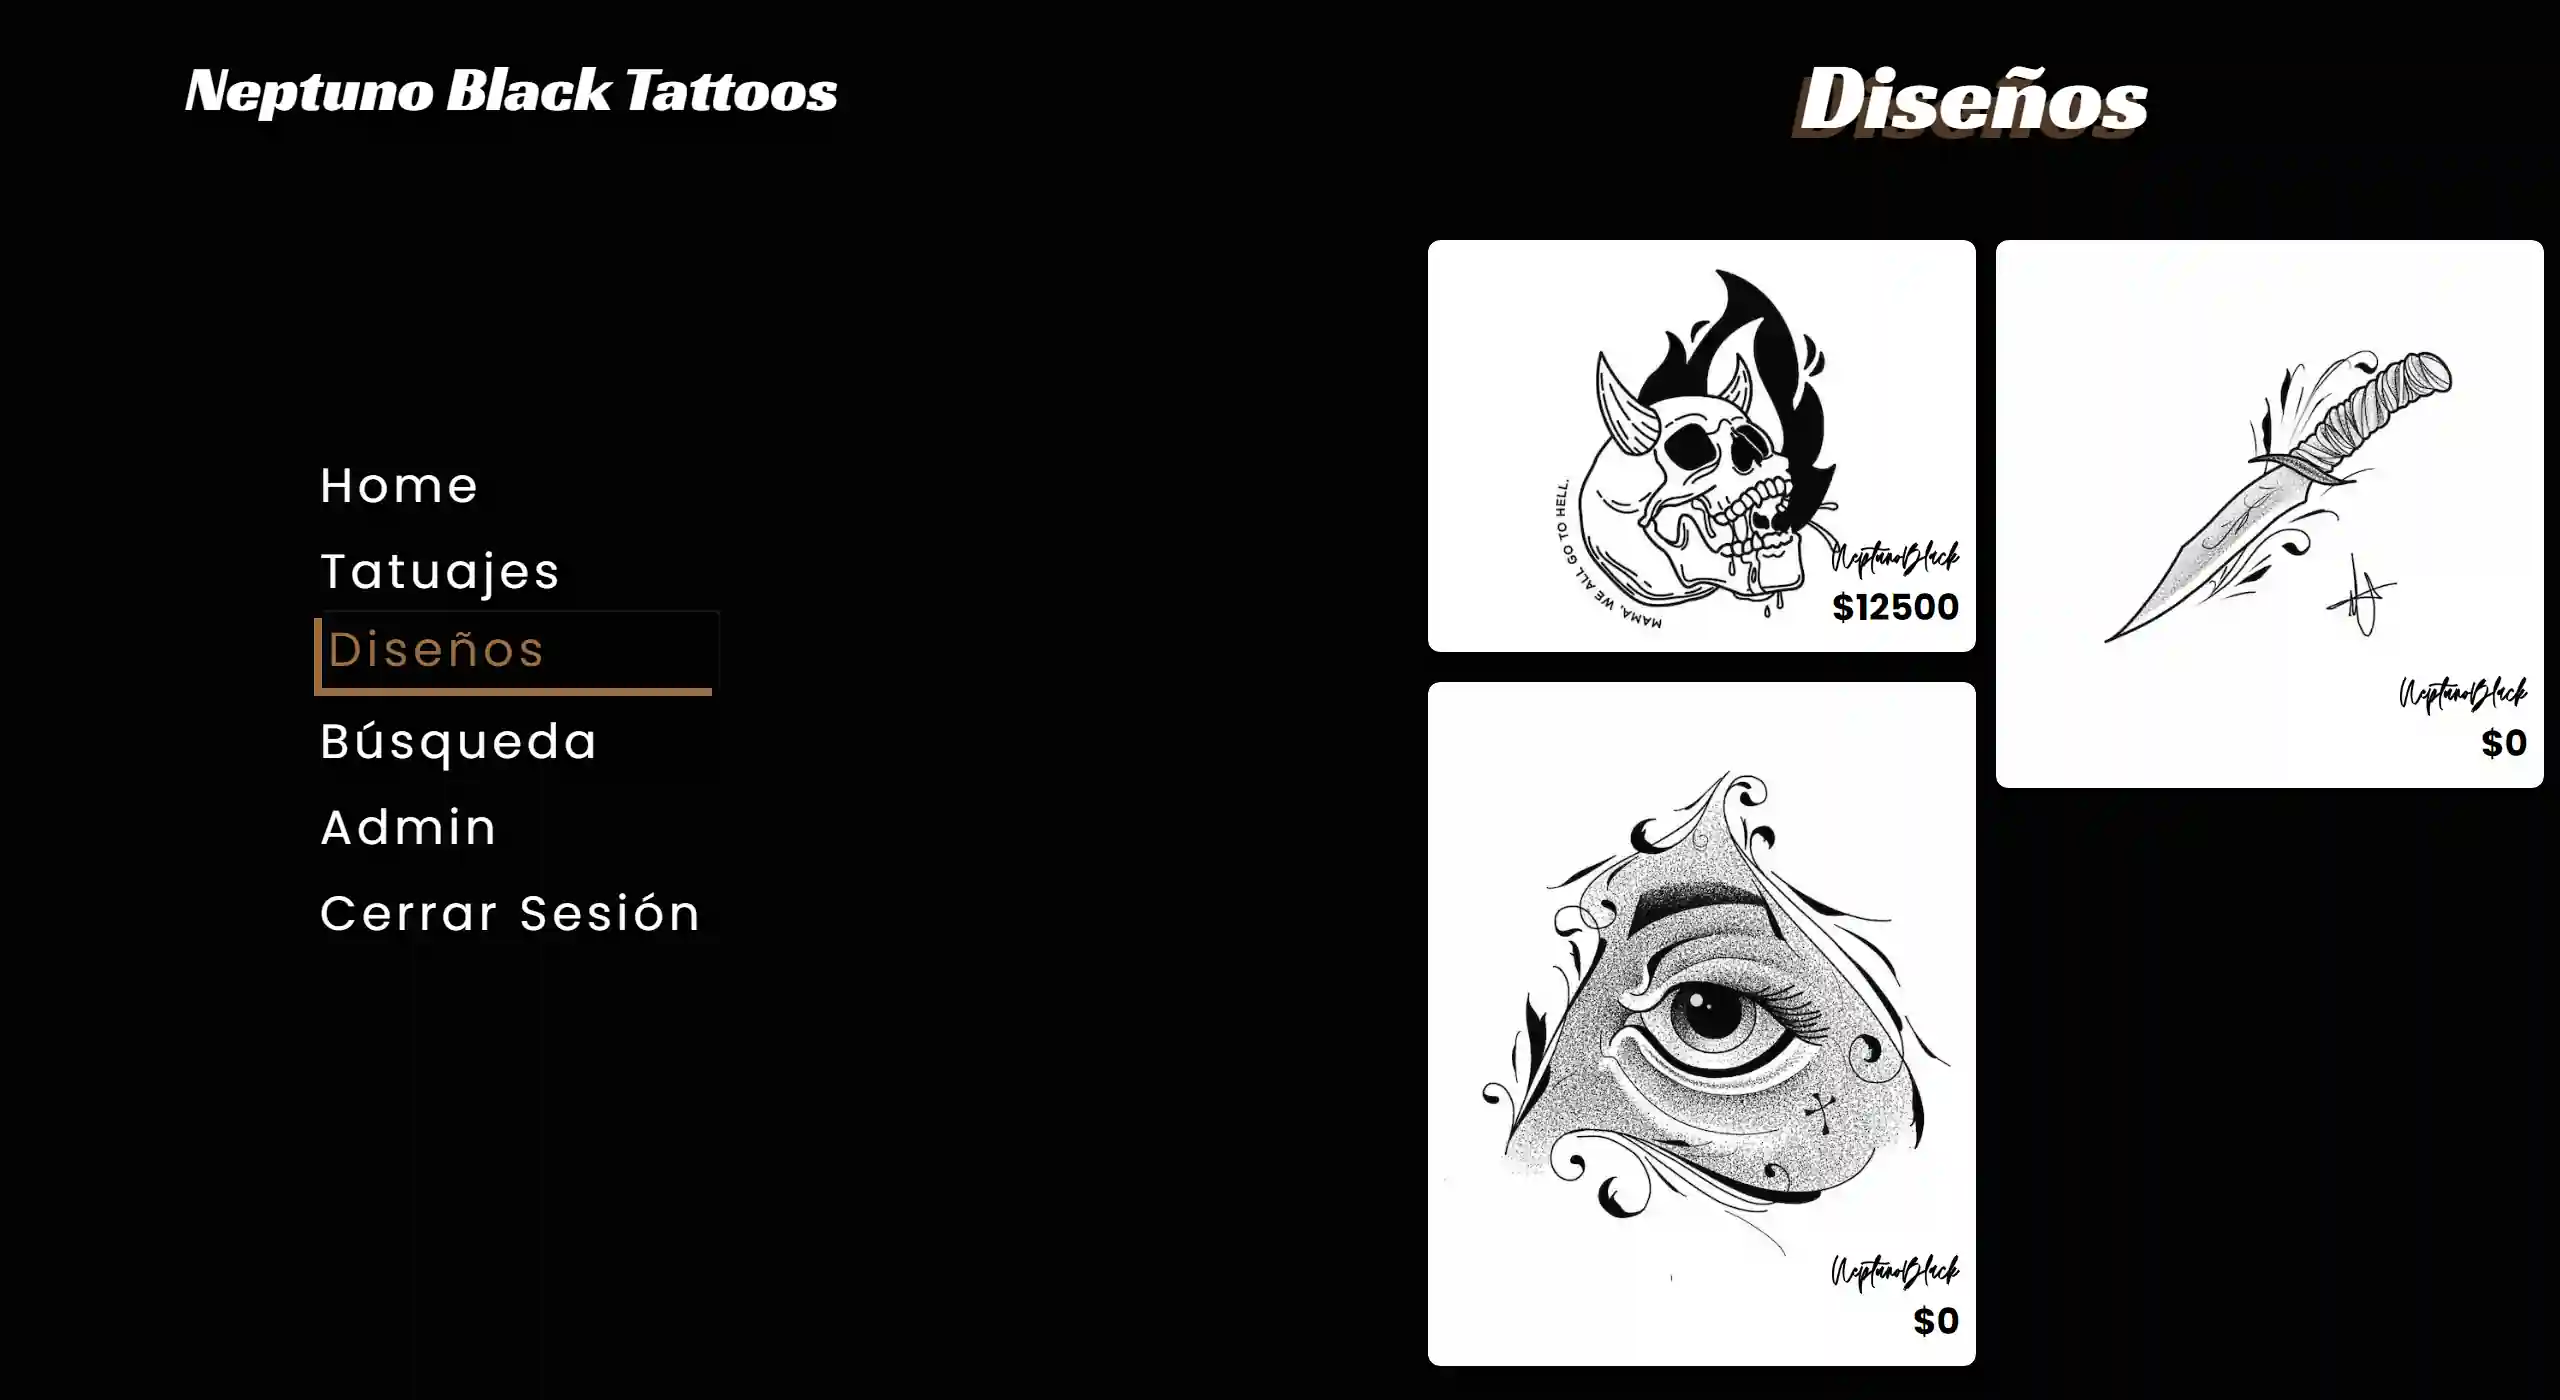 Neptuno Black Tattoos
Home
Tatuajes
Diseños
Búsqueda
Admin
Cerrar Sesión
Diseños
MAMA, WE ALL GO TO HELL.
NeptunoBlack
$12500
NeptunoBlack
$0
NeptunoBlack
$0